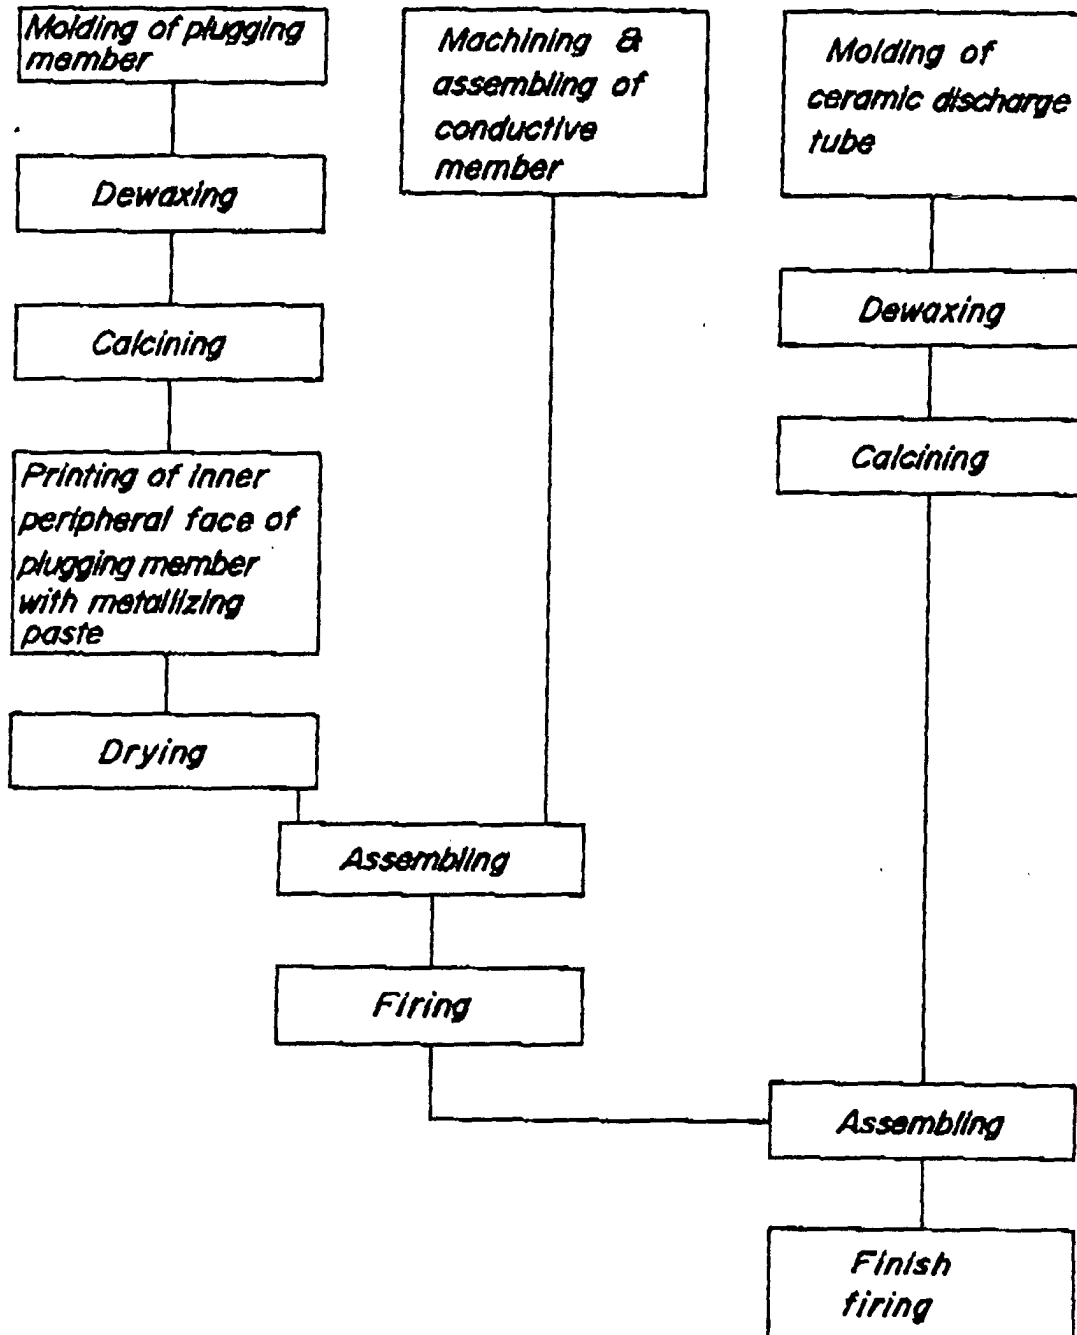 Molding of plugging
member
Dewaxing
Calcining
Printing of inner
peripheral face of
plugging member
with metallizing
paste
Drying
Machining &
assembling of
conductive
member
Assembling
Firing
Molding of
ceramic discharge
tube
Dewaxing
Calcining
Assembling
Finish
firing